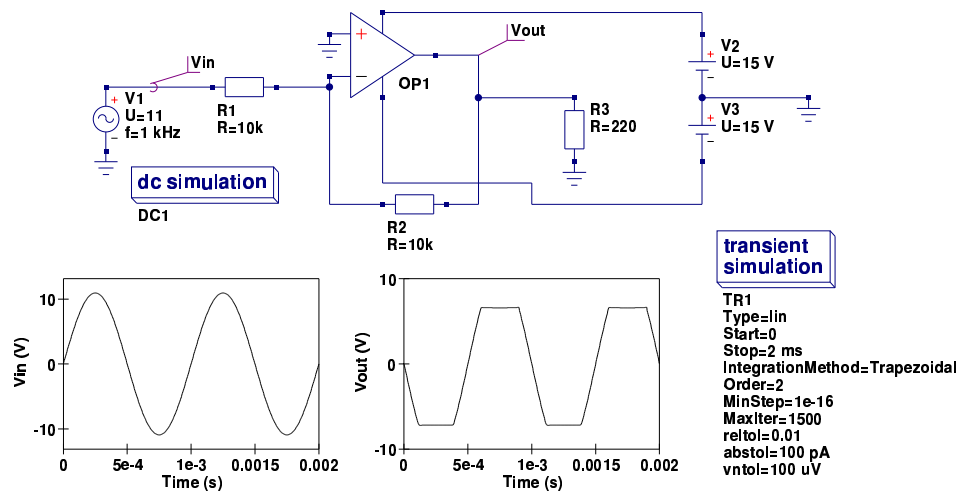 Vin
V1
U=11
f=1 kHz
R1
R=10k
+
−
OP1
Vout
R3
R=220
V2
U=15 V
V3
U=15 V
dc simulation
DC1
R2
R=10k
transient
simulation
TR1
Type=lin
Start=0
Stop=2 ms
IntegrationMethod=Trapezoidal
Order=2
MinStep=1e-16
MaxIter=1500
reltol=0.01
abstol=100 pA
vntol=100 uV
Vin (V)
10
0
-10
0 5e-4 1e-3 0.0015 0.002
Time (s)
Vout (V)
10
0
-10
0 5e-4 1e-3 0.0015 0.002
Time (s)